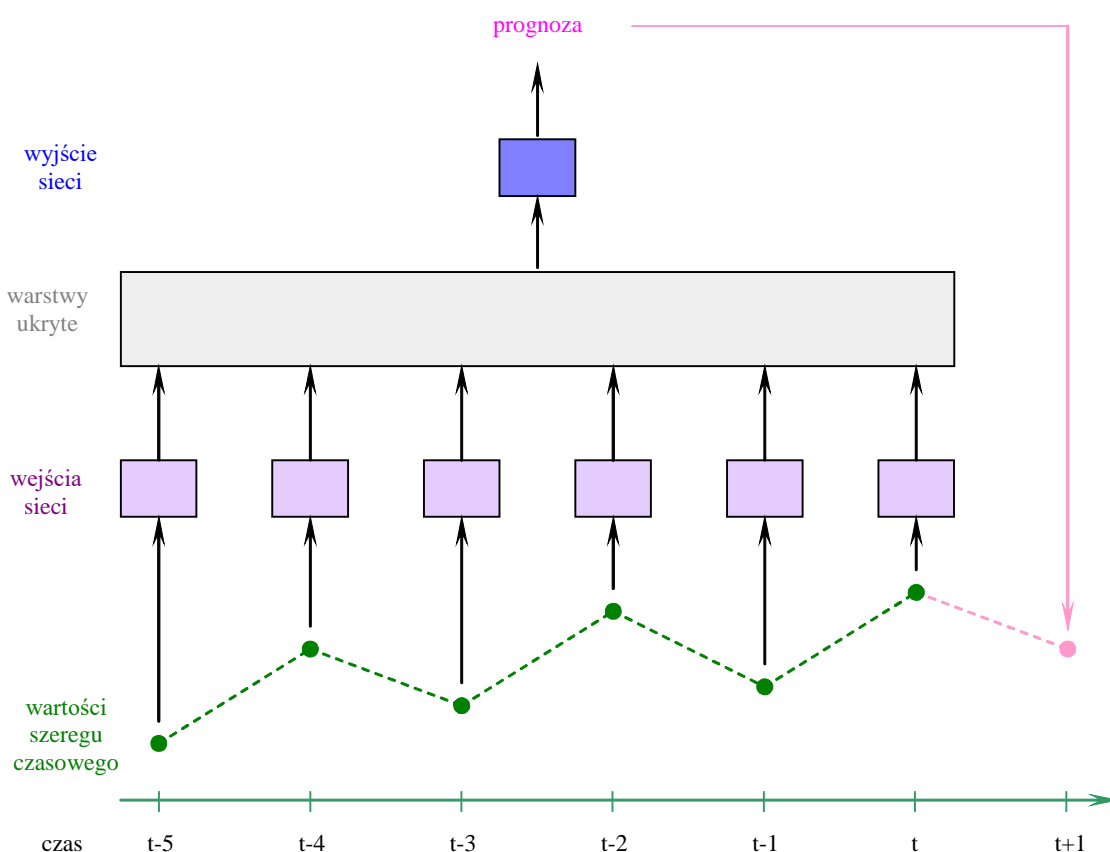 prognoza
wyjście
sieci
warstwy
ukryte
wejścia
sieci
wartości
szeregu
czasowego
czas t-5 t-4 t-3 t-2 t-1 t t+1